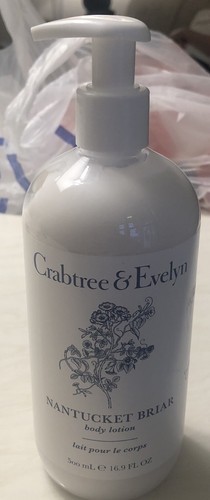 Crabtree & Evelyn
NANTUCKET BRIAR
body lotion
lait pour le corps
500 mL ℮ 16.9 FL OZ